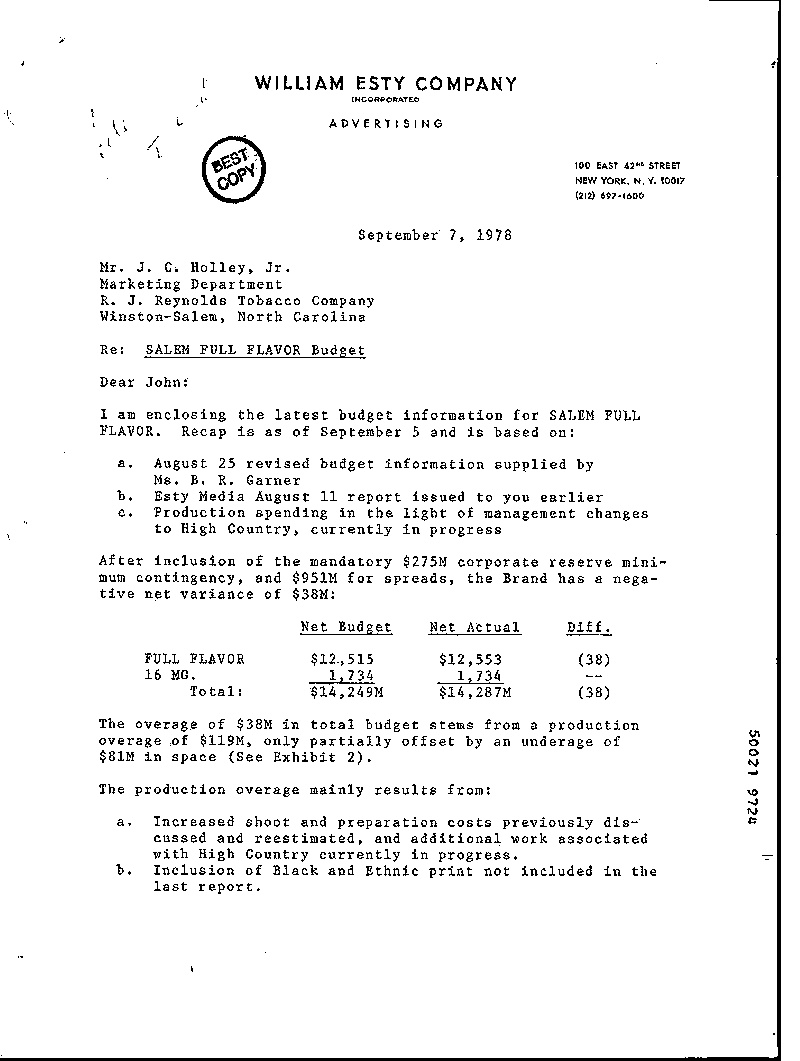 WILLIAM ESTY COMPANY
INCORPORATED
ADVERTISING
BEST
COPY
100 EAST 42ND STREET
NEW YORK, N. Y. 10017
(212) 697-1600
September 7, 1978
Mr. J. C. Holley, Jr.
Marketing Department
R. J. Reynolds Tobacco Company
Winston-Salem, North Carolina
Re: SALEM FULL FLAVOR Budget
Dear John:
I am enclosing the latest budget information for SALEM FULL
FLAVOR. Recap is as of September 5 and is based on:
a. August 25 revised budget information supplied by
Ms. B. R. Garner
b. Esty Media August 11 report issued to you earlier
c. Production spending in the light of management changes
to High Country, currently in progress
After inclusion of the mandatory $275M corporate reserve mini-
mum contingency, and $951M for spreads, the Brand has a nega-
tive net variance of $38M:
Net Budget Net Actual Diff.
FULL FLAVOR $12,515 $12,553 (38)
16 MG. 1,734 1,734 --
Total: $14,249M $14,287M (38)
The overage of $38M in total budget stems from a production
overage of $119M, only partially offset by an underage of
$81M in space (See Exhibit 2).
The production overage mainly results from:
a. Increased shoot and preparation costs previously dis-
cussed and reestimated, and additional work associated
with High Country currently in progress.
b. Inclusion of Black and Ethnic print not included in the
last report.
50021 9724